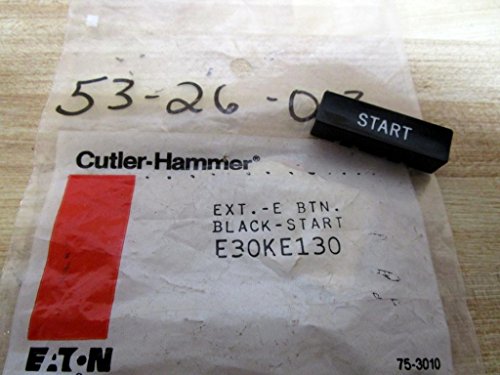 53-26-0
START
Cutler-Hammer®
EXT.-E BTN.
BLACK-START
E30KE130
EATON®
75-3010